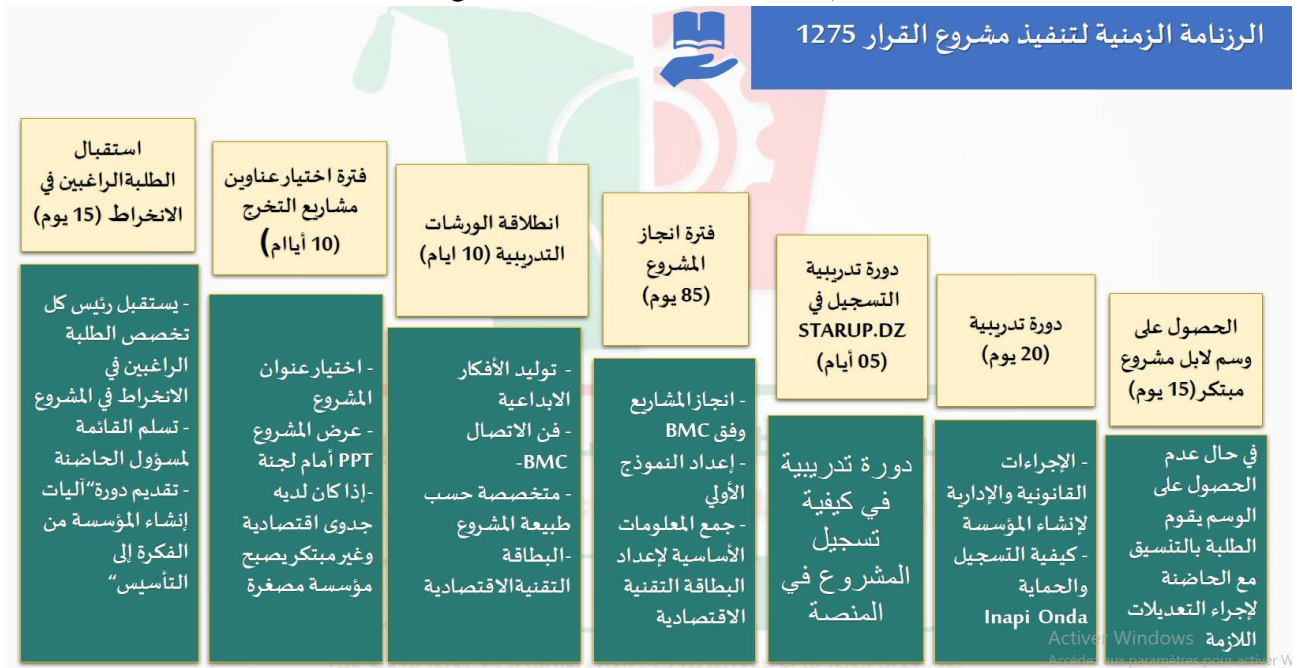 الرزنامة الزمنية لتنفيذ مشروع القرار 1275
استقبال
الطلبة الراغبين في
الانخراط (15 يوم)
- يستقبل رئيس كل
تخصص الطلبة
الراغبين في
الانخراط في المشروع
- تسلم القائمة
لمسؤول الحاضنة
- تقديم دورة "آليات
إنشاء المؤسسة من
الفكرة إلى
التأسيس"
فترة اختيار عناوين
مشاريع التخرج
(10 أياام)
- اختيار عنوان
المشروع
- عرض المشروع
PPT أمام لجنة
-إذا كان لديه
جدوى اقتصادية
وغير مبتكر يصبح
مؤسسة مصغرة
انطلاقة الورشات
التدريبية (10 ايام)
- توليد الأفكار
الابداعية
- فن الاتصال
-BMC
- متخصصة حسب
طبيعة المشروع
-البطاقة
التقنية الاقتصادية
فترة انجاز
المشروع
(85 يوم)
- انجاز المشاريع
وفق BMC
- إعداد النموذج
الأولي
- جمع المعلومات
الأساسية لإعداد
البطاقة التقنية
الاقتصادية
دورة تدريبية
التسجيل في
STARUP.DZ
(05 أيام)
دورة تدريبية
في كيفية
تسجيل
المشروع في
المنصة
دورة تدريبية
(20 يوم)
- الإجراءات
القانونية والإدارية
لإنشاء المؤسسة
- كيفية التسجيل
والحماية
Inapi Onda
الحصول على
وسم لابل مشروع
مبتكر (15 يوم)
في حال عدم
الحصول على
الوسم يقوم
الطلبة بالتنسيق
مع الحاضنة
لإجراء التعديلات
اللازمة
Activer Windows
Accédez aux paramètres pour activer W